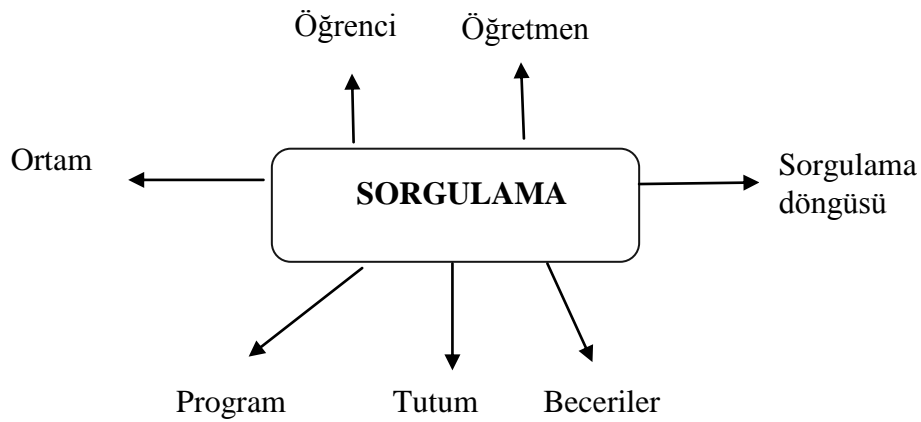 Öğrenci Öğretmen
Ortam
SORGULAMA
Sorgulama
döngüsü
Program Tutum Beceriler